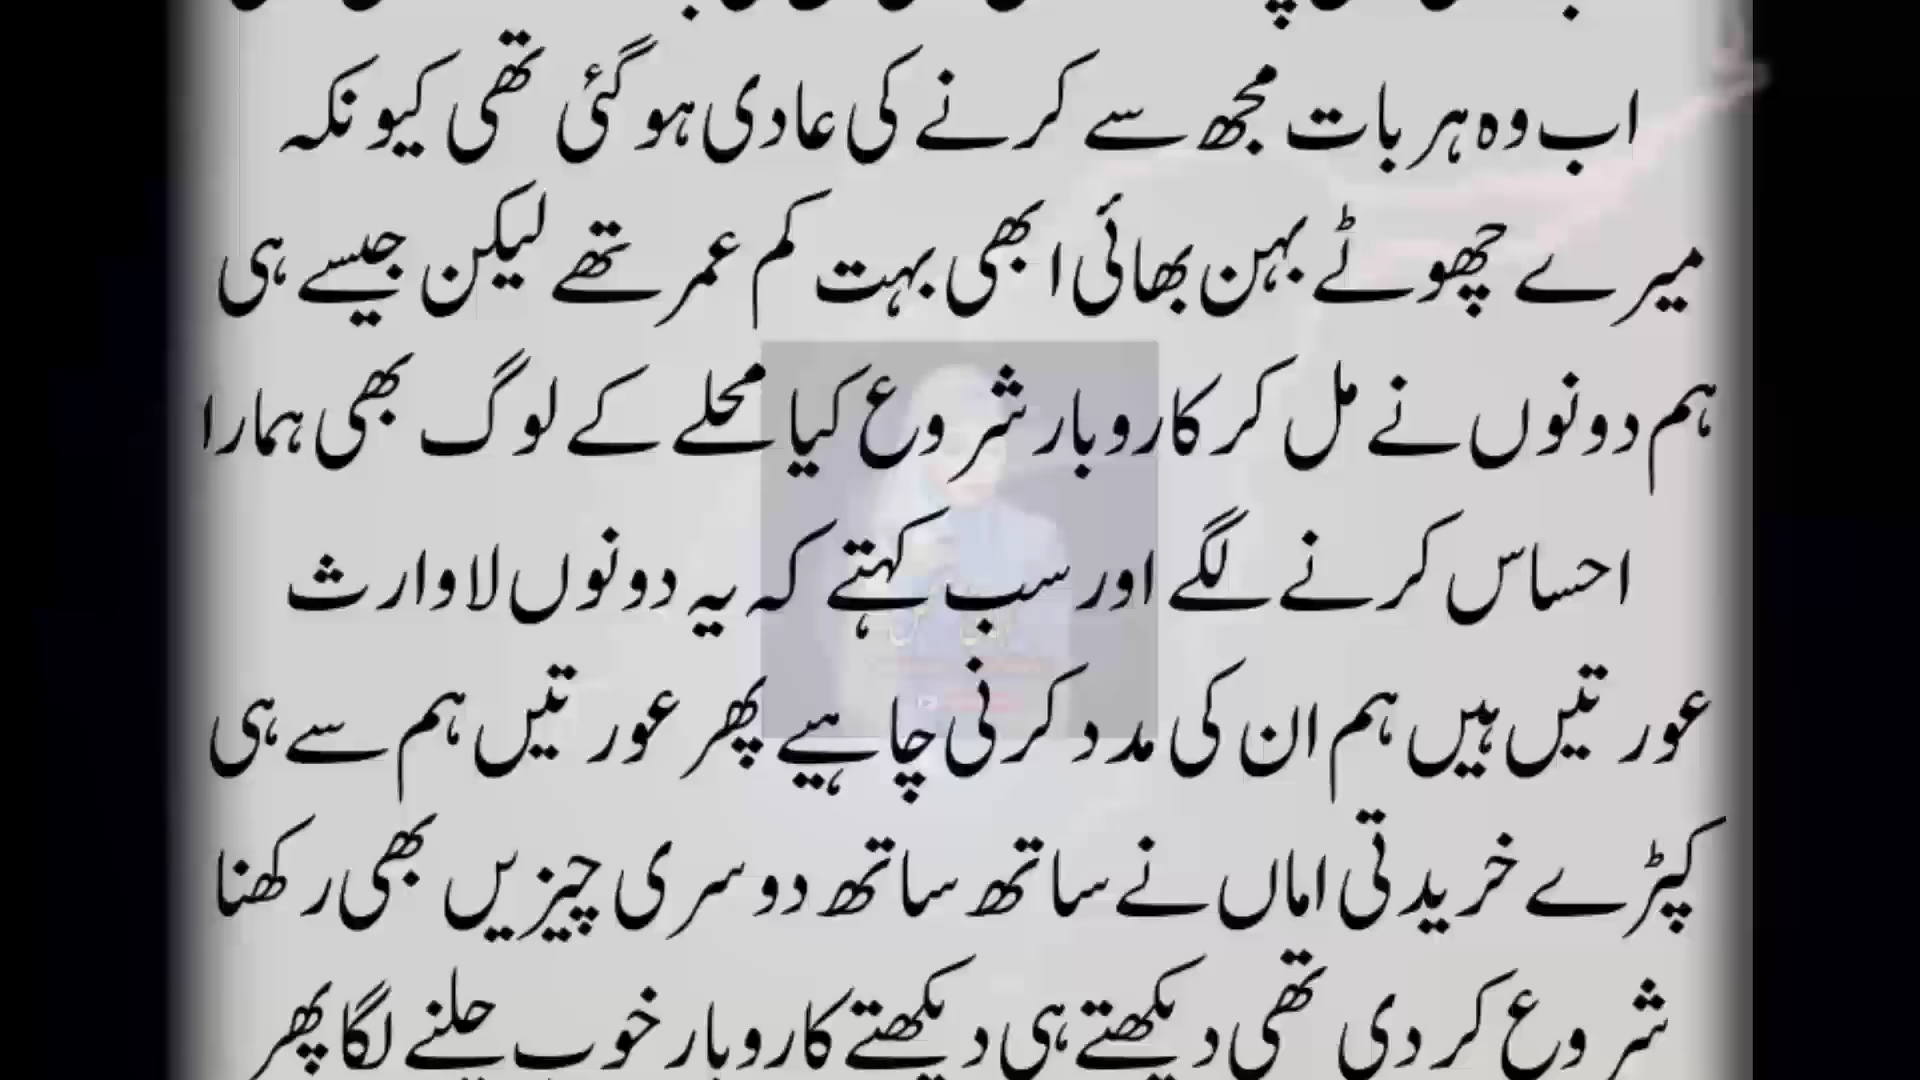 اب وہ ہر بات مجھ سے کرنے کی عادی ہو گئی تھی کیونکہ
میرے چھوٹے بہن بھائی ابھی بہت کم عمر تھے لیکن جیسے ہی
ہم دونوں نے مل کر کاروبار شروع کیا محلے کے لوگ بھی ہمارا
احساس کرنے لگے اور سب کہتے کہ یہ دونوں لاوارث
عورتیں ہیں ہم ان کی مدد کرنی چاہیے پھر عورتیں ہم سے ہی
کپڑے خریدتی اماں نے ساتھ ساتھ دوسری چیزیں بھی رکھنا
شروع کر دی تھی دیکھتے ہی دیکھتے کاروبار خوب چلنے لگا پھر